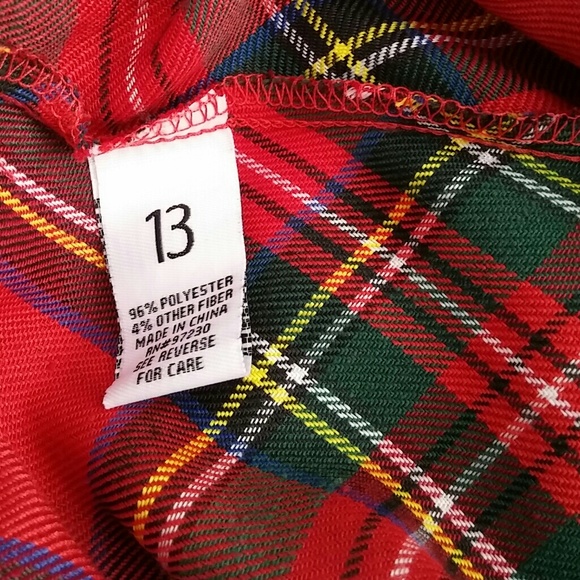 13
96% POLYESTER
4% OTHER FIBER
MADE IN CHINA
RN#97230
SEE REVERSE
FOR CARE